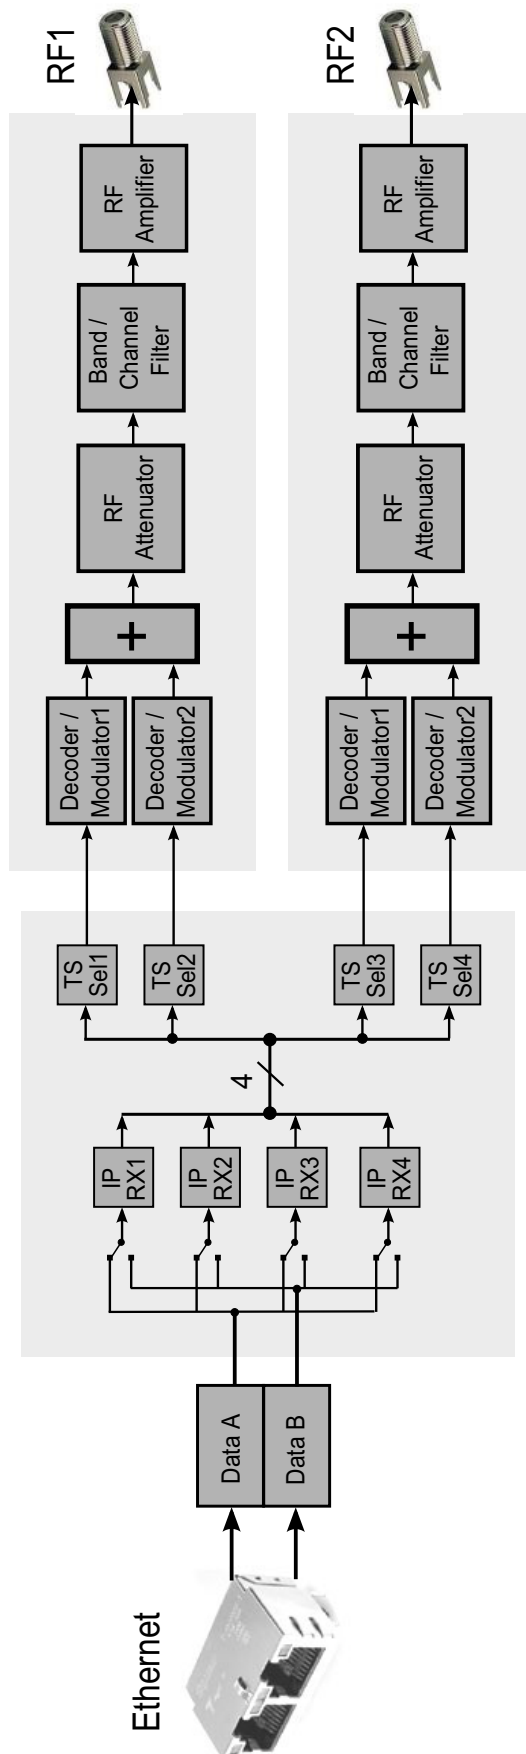 Ethernet
Data A
Data B
IP
RX1
IP
RX2
IP
RX3
IP
RX4
4
TS
Sel1
TS
Sel2
TS
Sel3
TS
Sel4
Decoder /
Modulator1
Decoder /
Modulator2
+
RF
Attenuator
Band /
Channel
Filter
RF
Amplifier
RF1
Decoder /
Modulator1
Decoder /
Modulator2
+
RF
Attenuator
Band /
Channel
Filter
RF
Amplifier
RF2